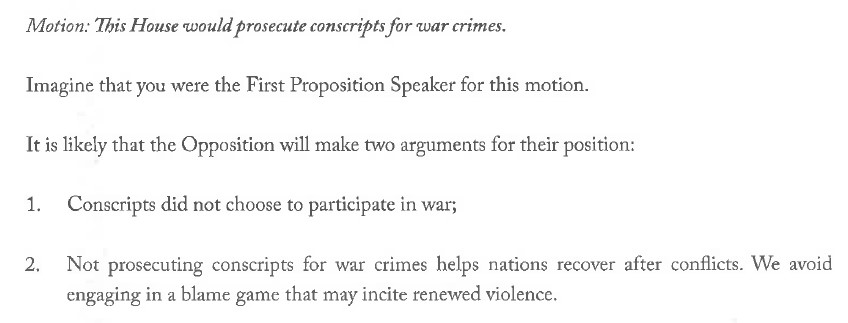 Motion: This House would prosecute conscripts for war crimes.
Imagine that you were the First Proposition Speaker for this motion.
It is likely that the Opposition will make two arguments for their position:
1. Conscripts did not choose to participate in war;
2. Not prosecuting conscripts for war crimes helps nations recover after conflicts. We avoid
engaging in a blame game that may incite renewed violence.